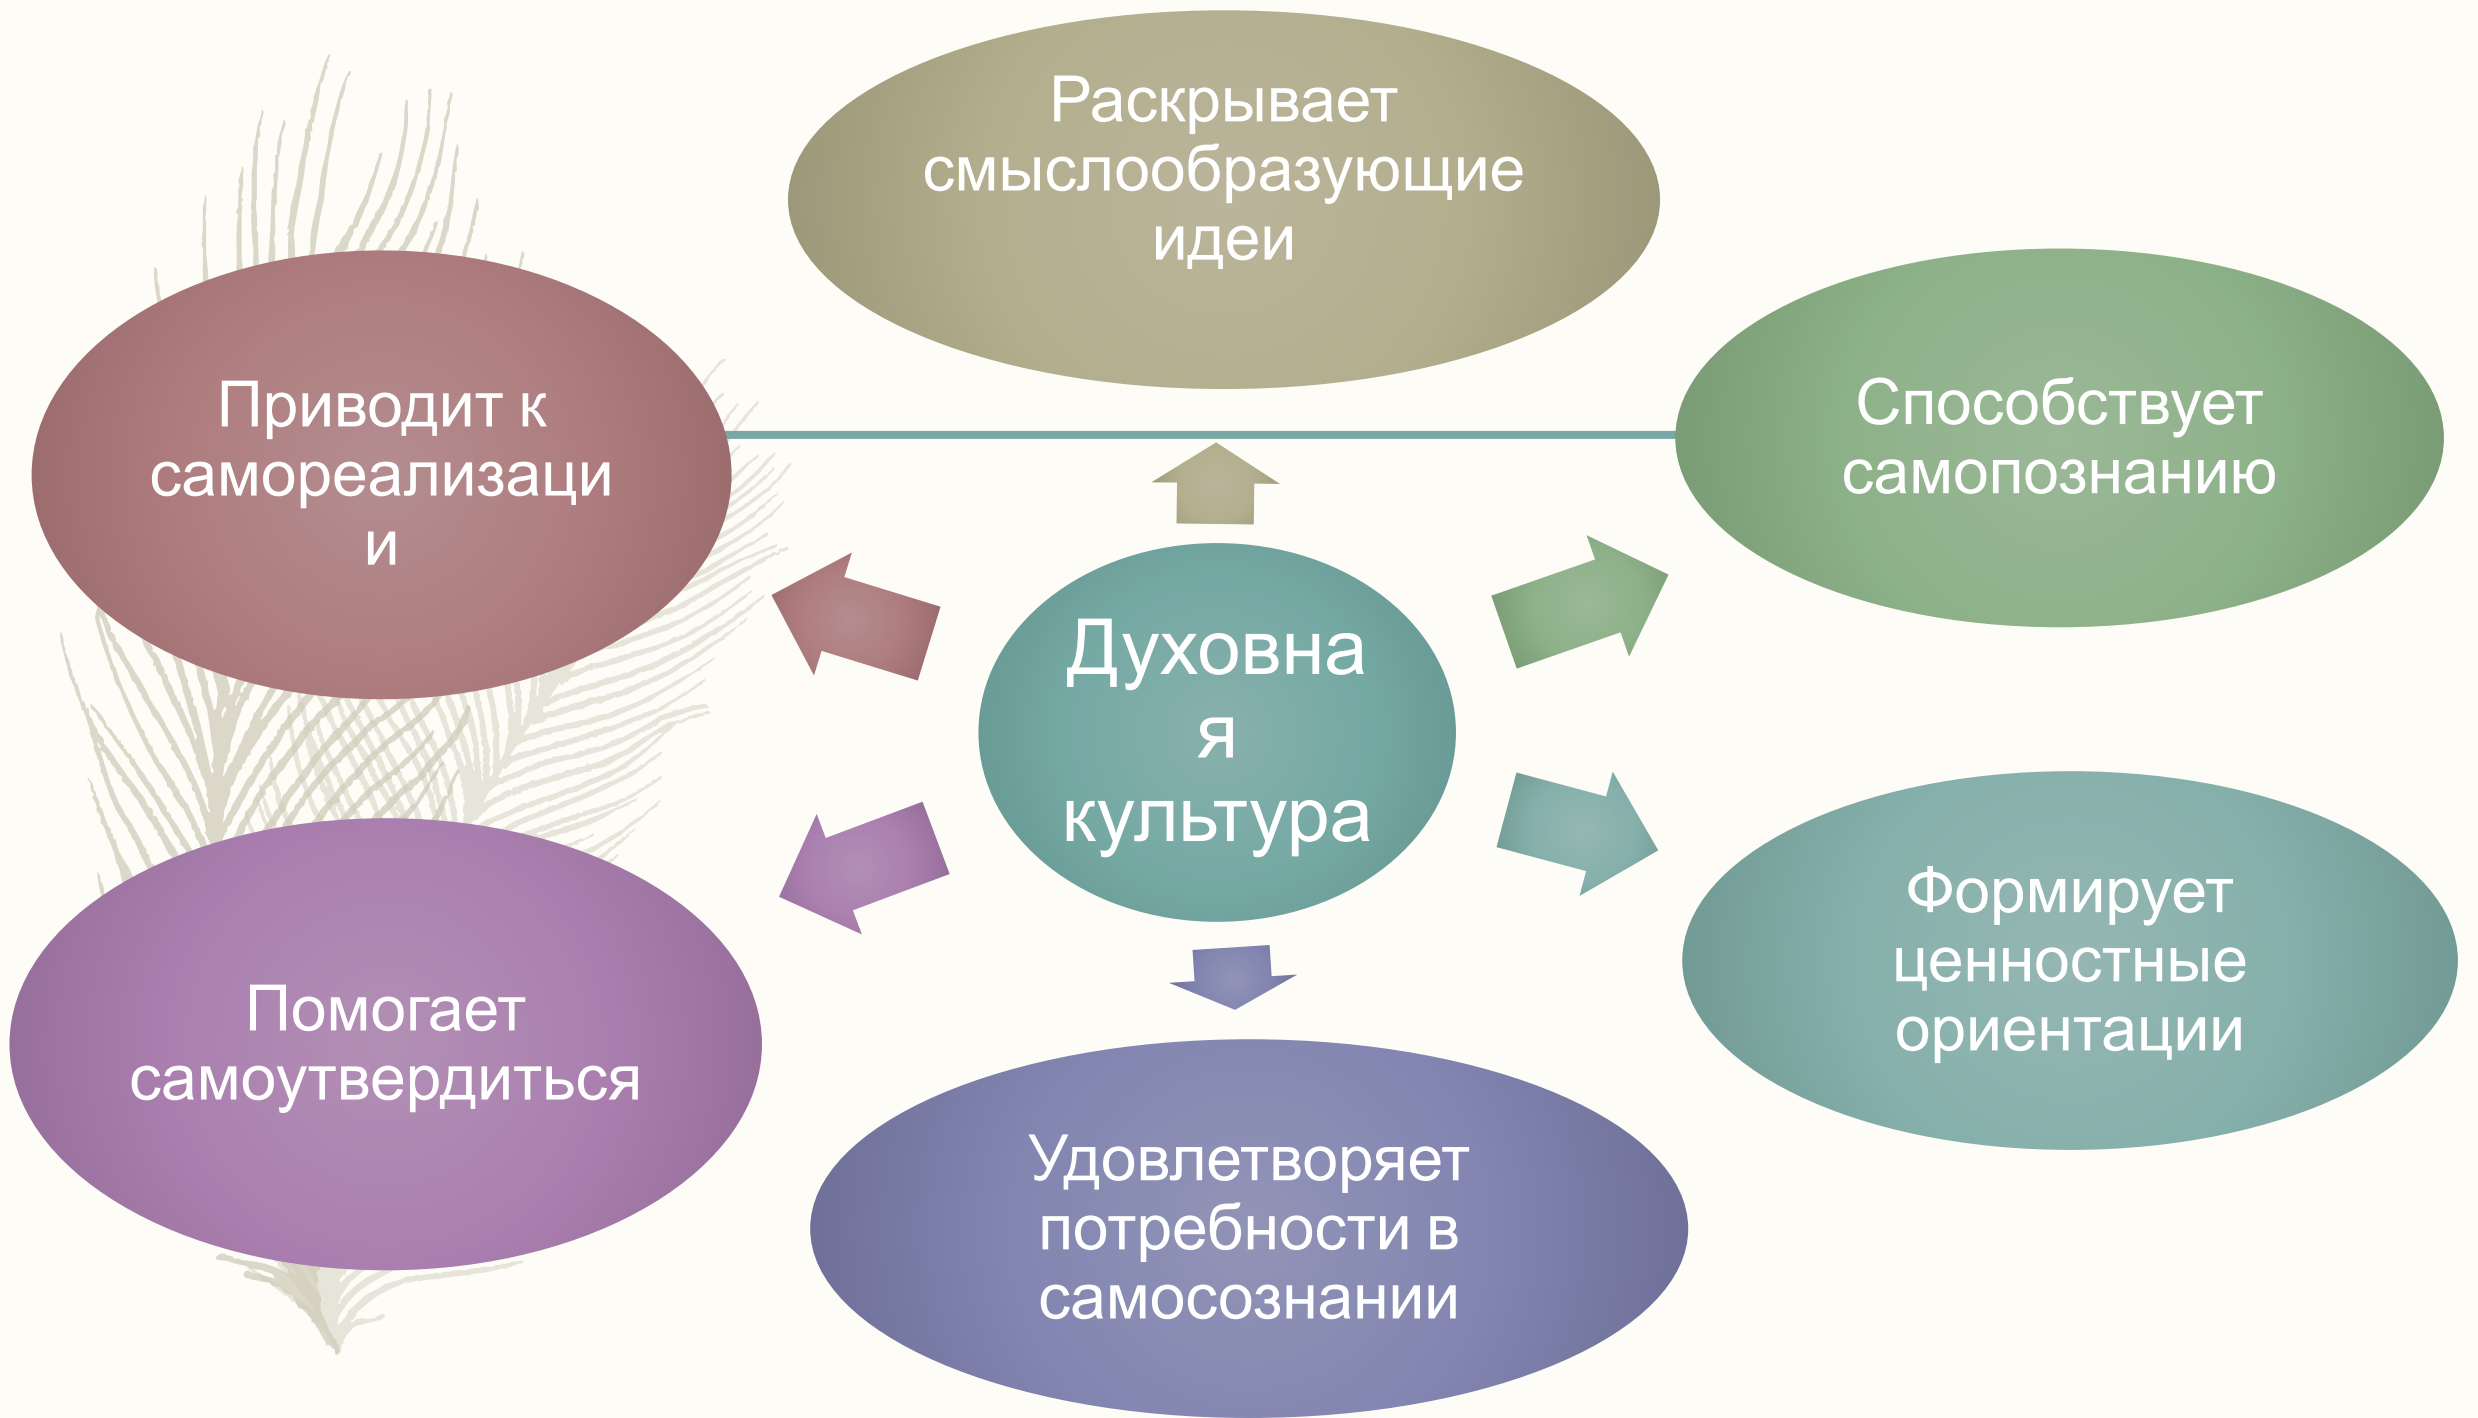 Раскрывает
смыслообразующие
идеи
Способствует
самопознанию
Формирует
ценностные
ориентации
Удовлетворяет
потребности в
самосознании
Помогает
самоутвердиться
Приводит к
самореализаци
и
Духовна
я
культура